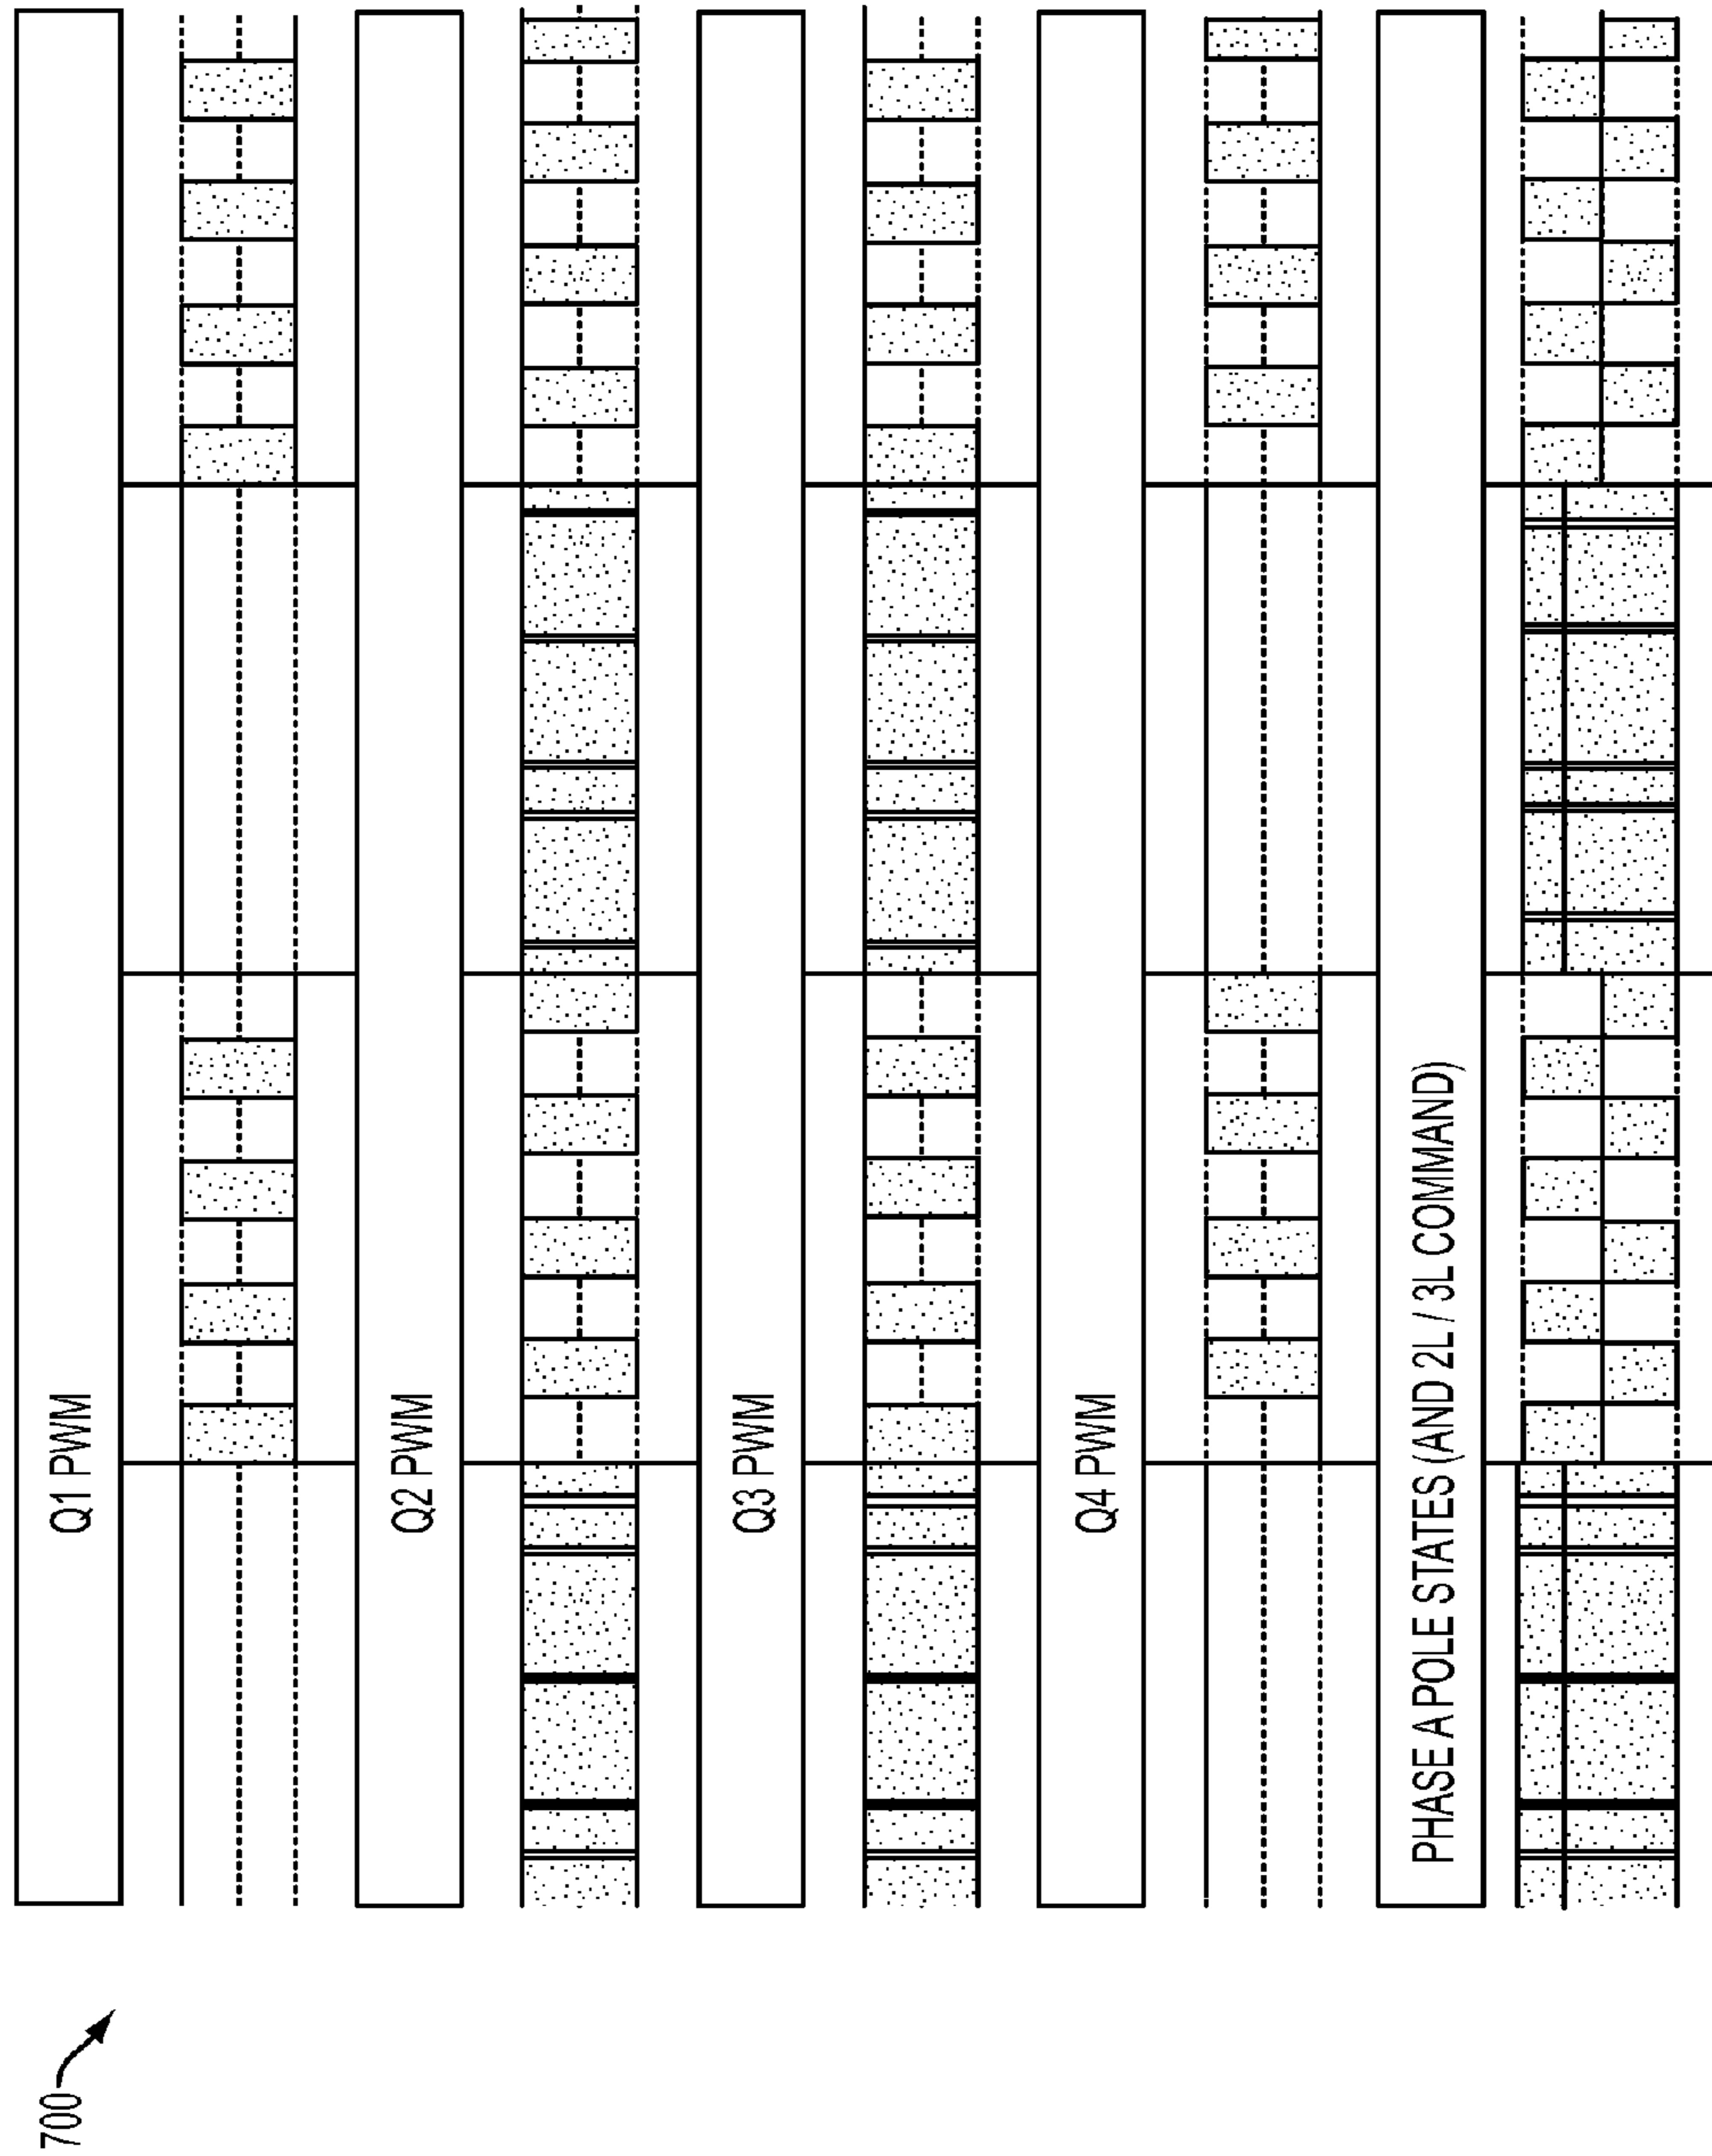 700
Q1 PWM
Q2 PWM
Q3 PWM
Q4 PWM
PHASE A POLE STATES (AND 2L / 3L COMMAND)